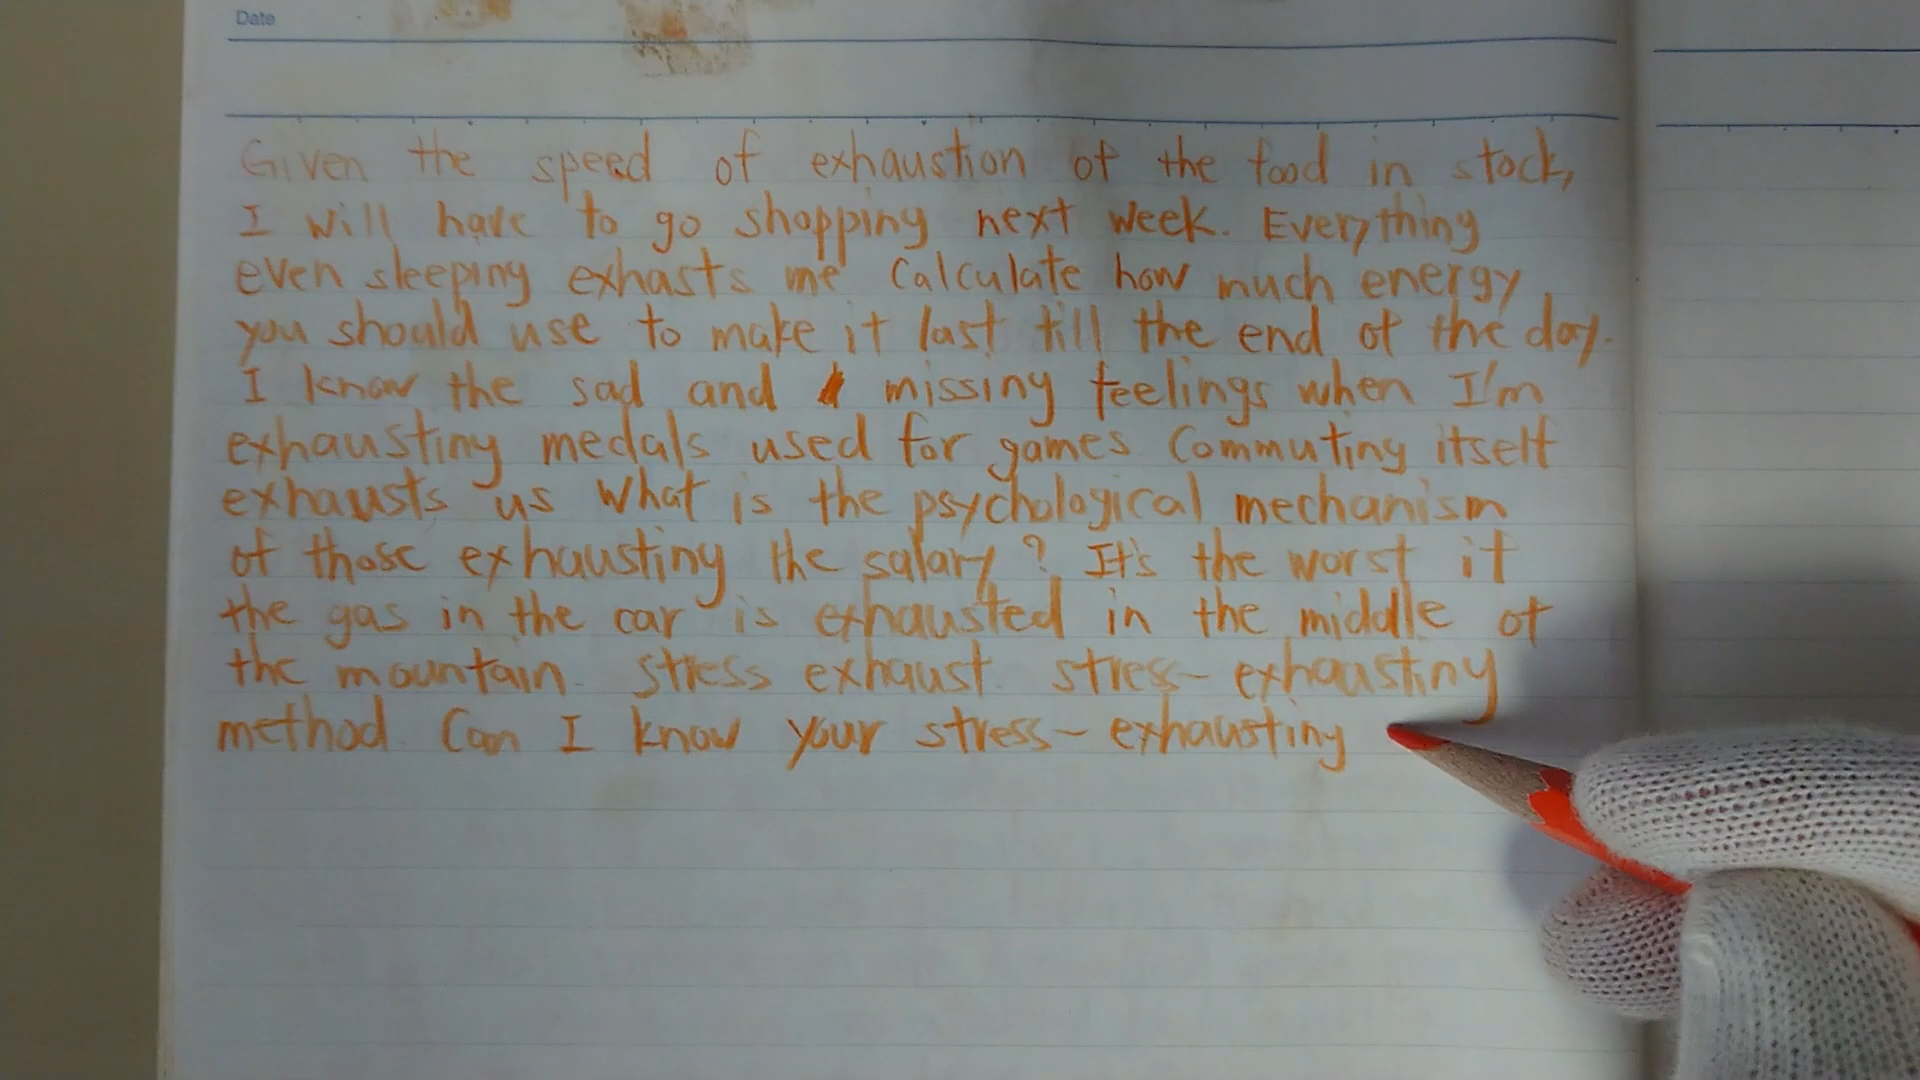 Date
Given the speed of exhaustion of the food in stock,
I will have to go shopping next week. Everything
even sleeping exhasts me Calculate how much energy
you should use to make it last till the end of the day.
I know the sad and missing feelings when I'm
exhausting medals used for games Commuting itself
exhausts us What is the psychological mechanism
of those exhausting the salary? It's the worst if
the gas in the car is exhausted in the middle of
the mountain. Stress exhaust. stress-exhausting
method. Can I know your stress-exhausting